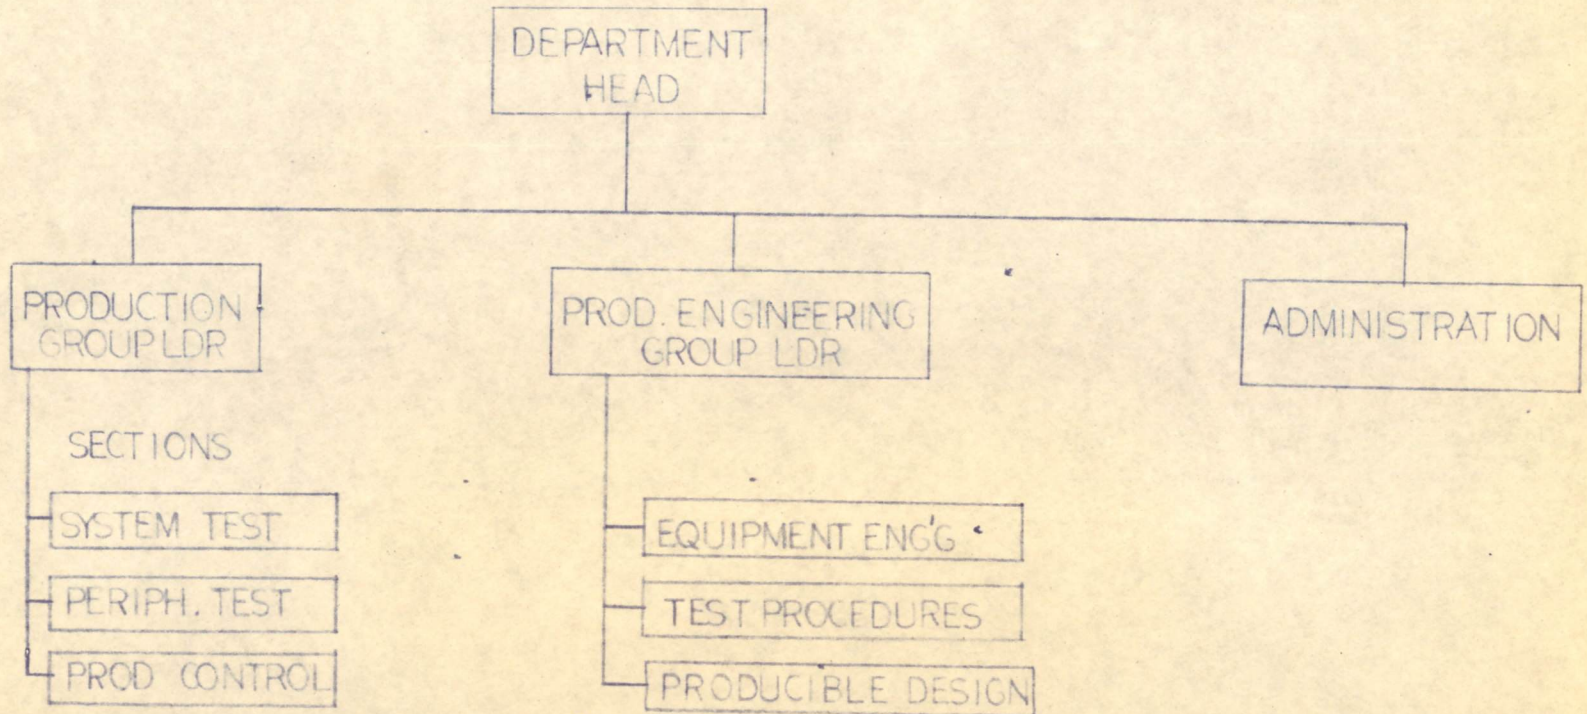 DEPARTMENT
HEAD
PRODUCTION
GROUP LDR
PROD. ENGINEERING
GROUP LDR
ADMINISTRATION
SECTIONS
SYSTEM TEST
PERIPH. TEST
PROD CONTROL
EQUIPMENT ENG'G
TEST PROCEDURES
PRODUCIBLE DESIGN